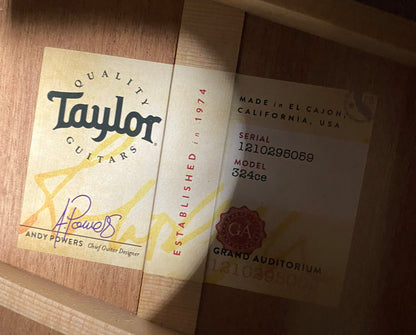 QUALITY
Taylor
GUITARS
A Powers
ANDY POWERS Chief Guitar Designer
ESTABLISHED in 1974
MADE in EL CAJON,
CALIFORNIA, USA
SERIAL
1210295059
MODEL
324ce
GA
GRAND AUDITORIUM